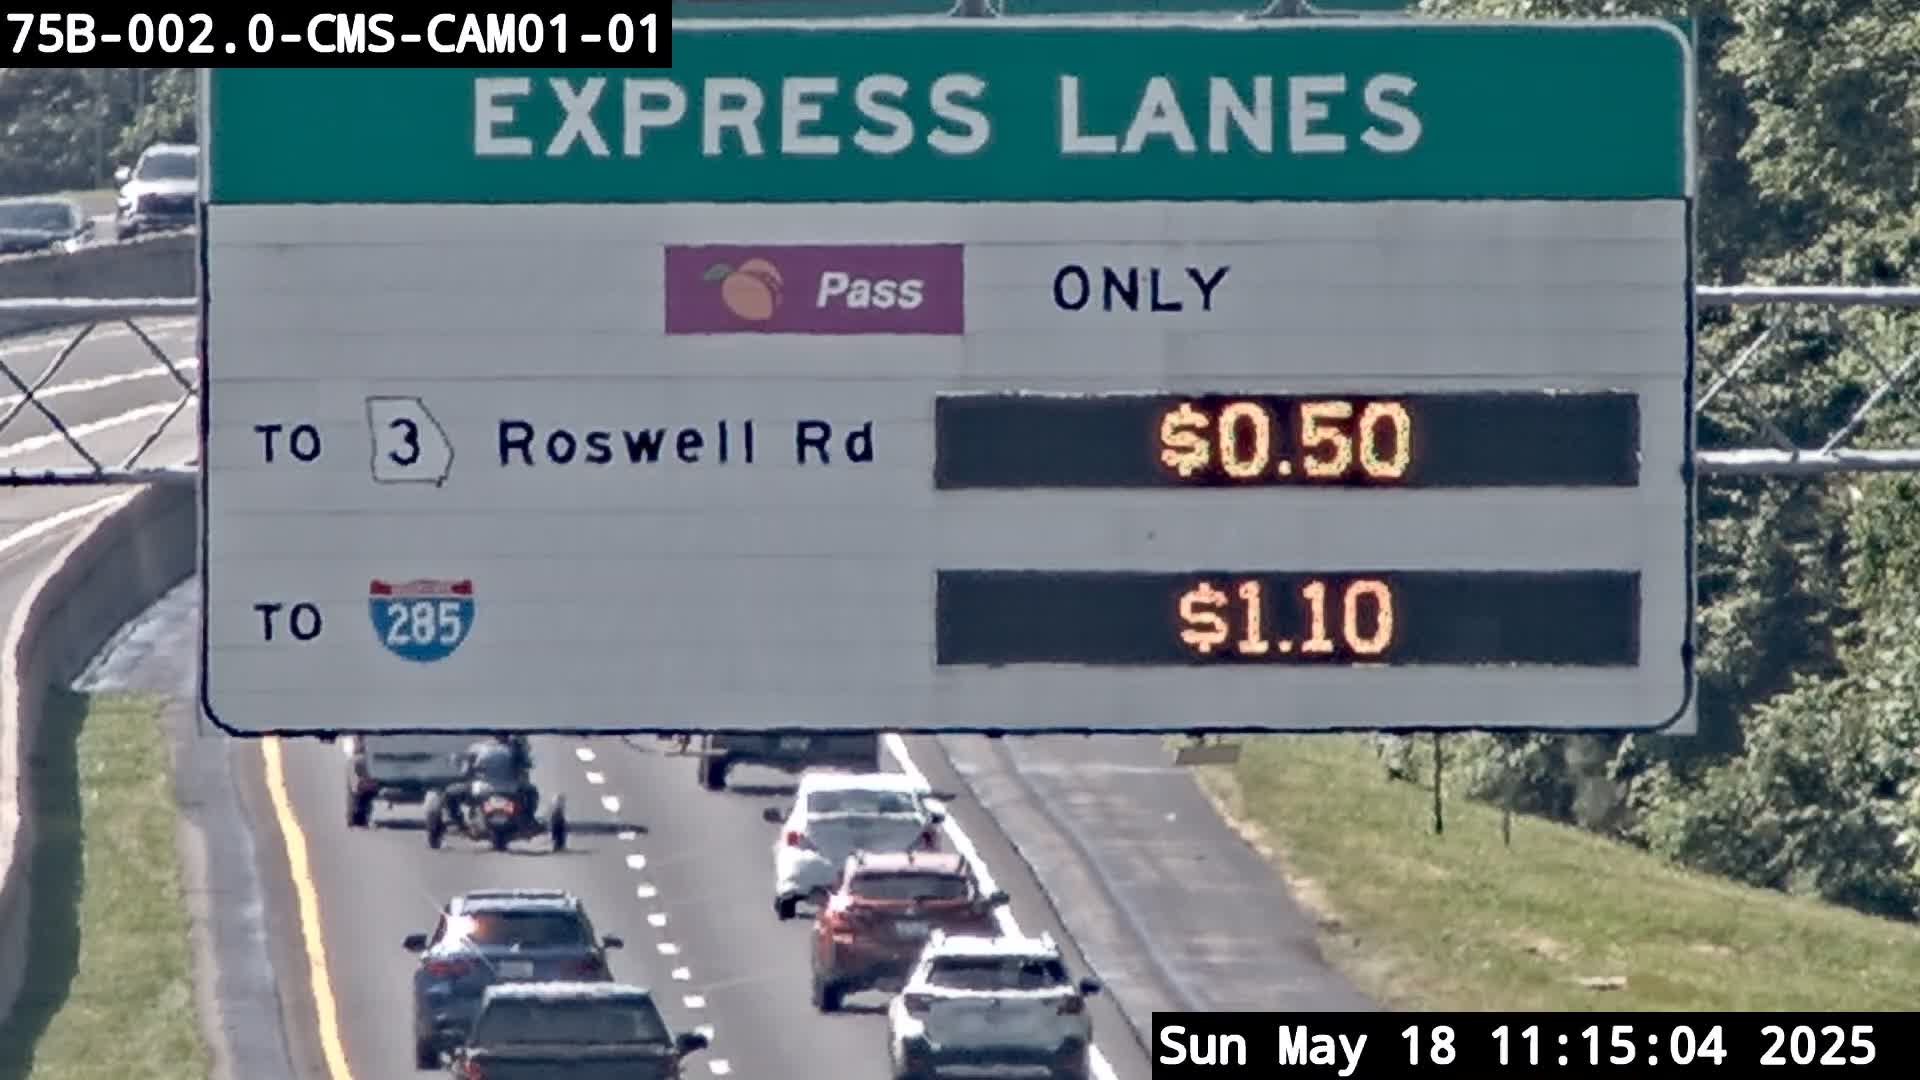 75B-002.0-CMS-CAM01-01
EXPRESS LANES
Pass ONLY
TO 3 Roswell Rd $0.50
TO 285 $1.10
Sun May 18 11:15:04 2025